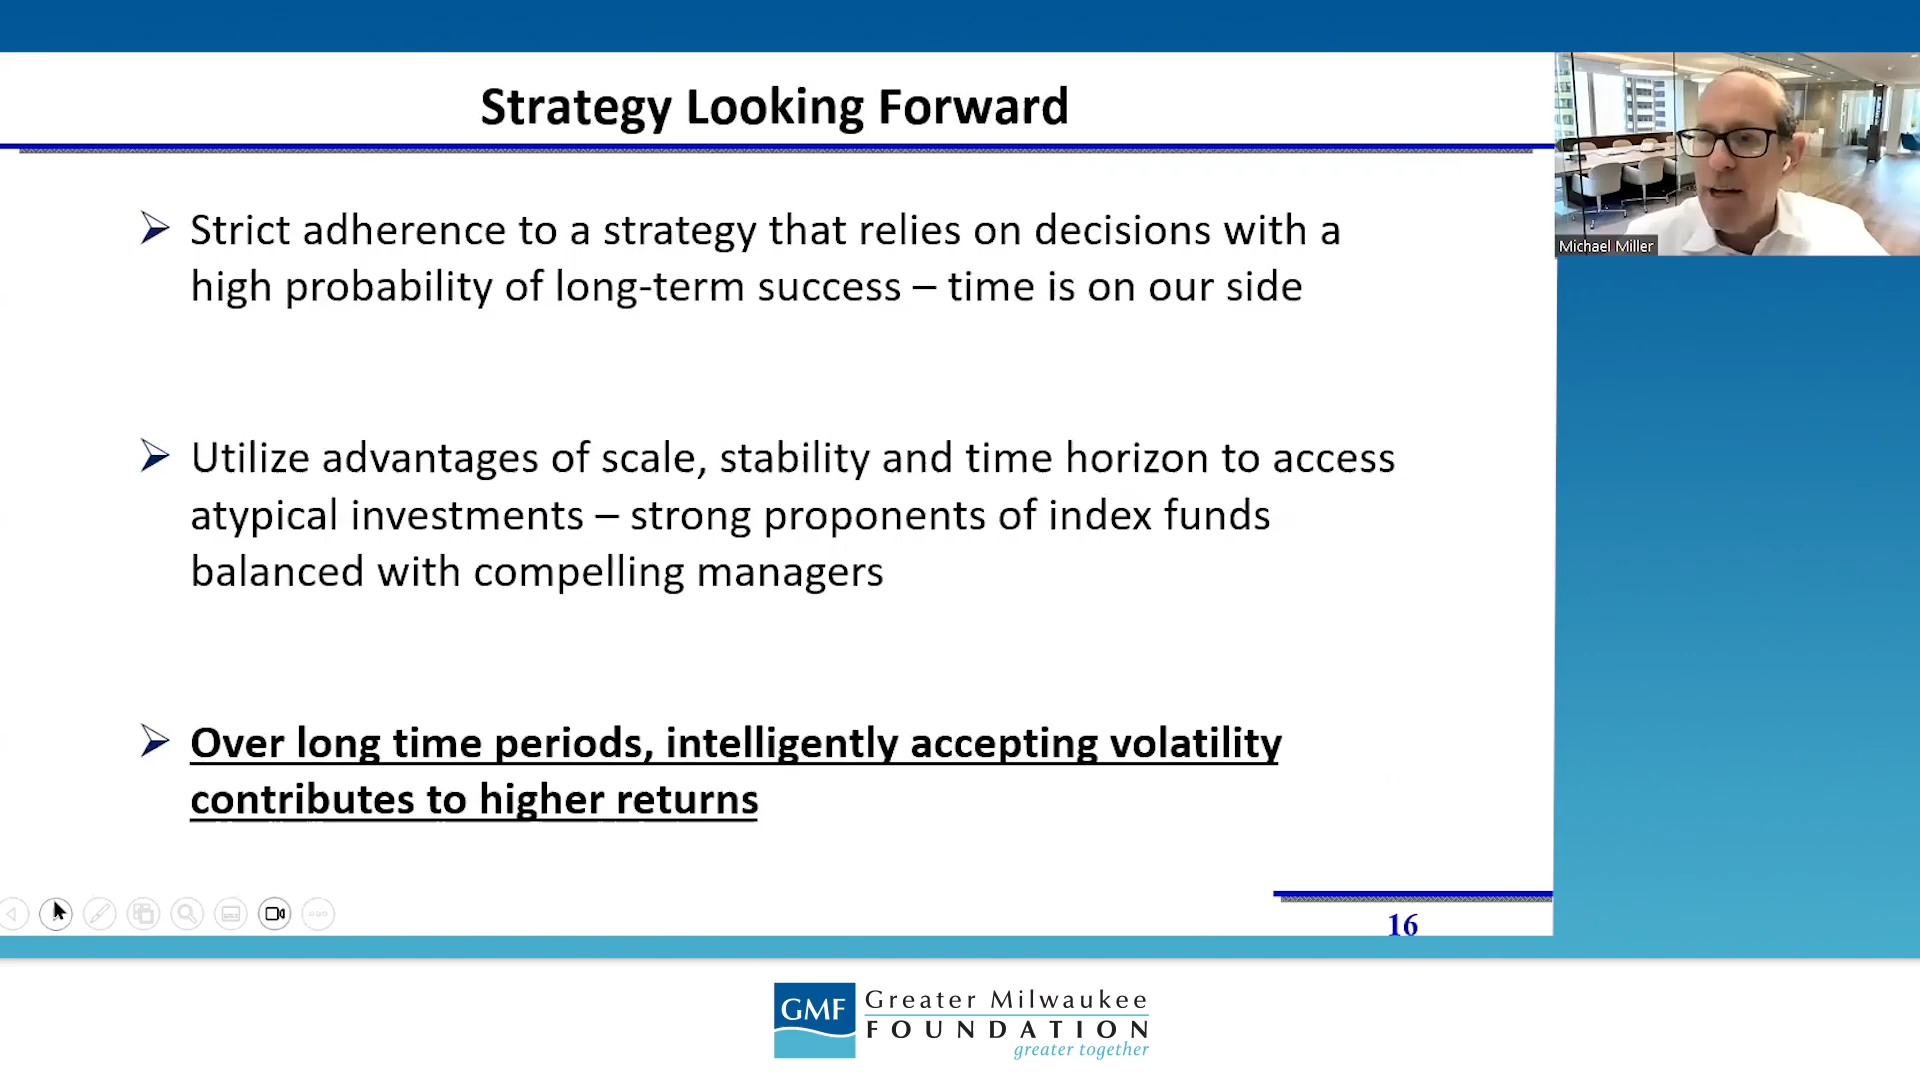 Strategy Looking Forward
Michael Miller
Strict adherence to a strategy that relies on decisions with a
high probability of long-term success – time is on our side
Utilize advantages of scale, stability and time horizon to access
atypical investments – strong proponents of index funds
balanced with compelling managers
Over long time periods, intelligently accepting volatility
contributes to higher returns
16
GMF
Greater Milwaukee
FOUNDATION
greater together